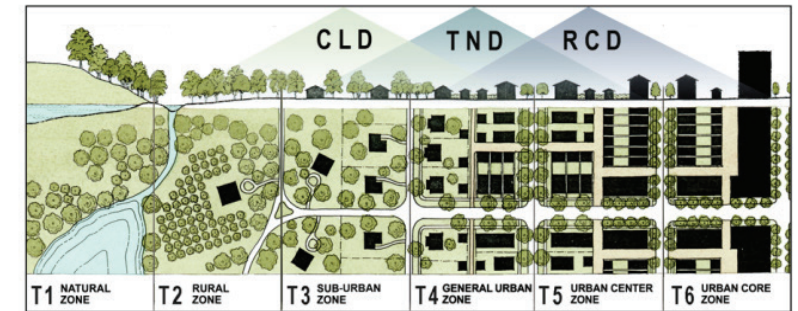 CLD TND RCD
T1 NATURAL ZONE
T2 RURAL ZONE
T3 SUB-URBAN ZONE
T4 GENERAL URBAN ZONE
T5 URBAN CENTER ZONE
T6 URBAN CORE ZONE